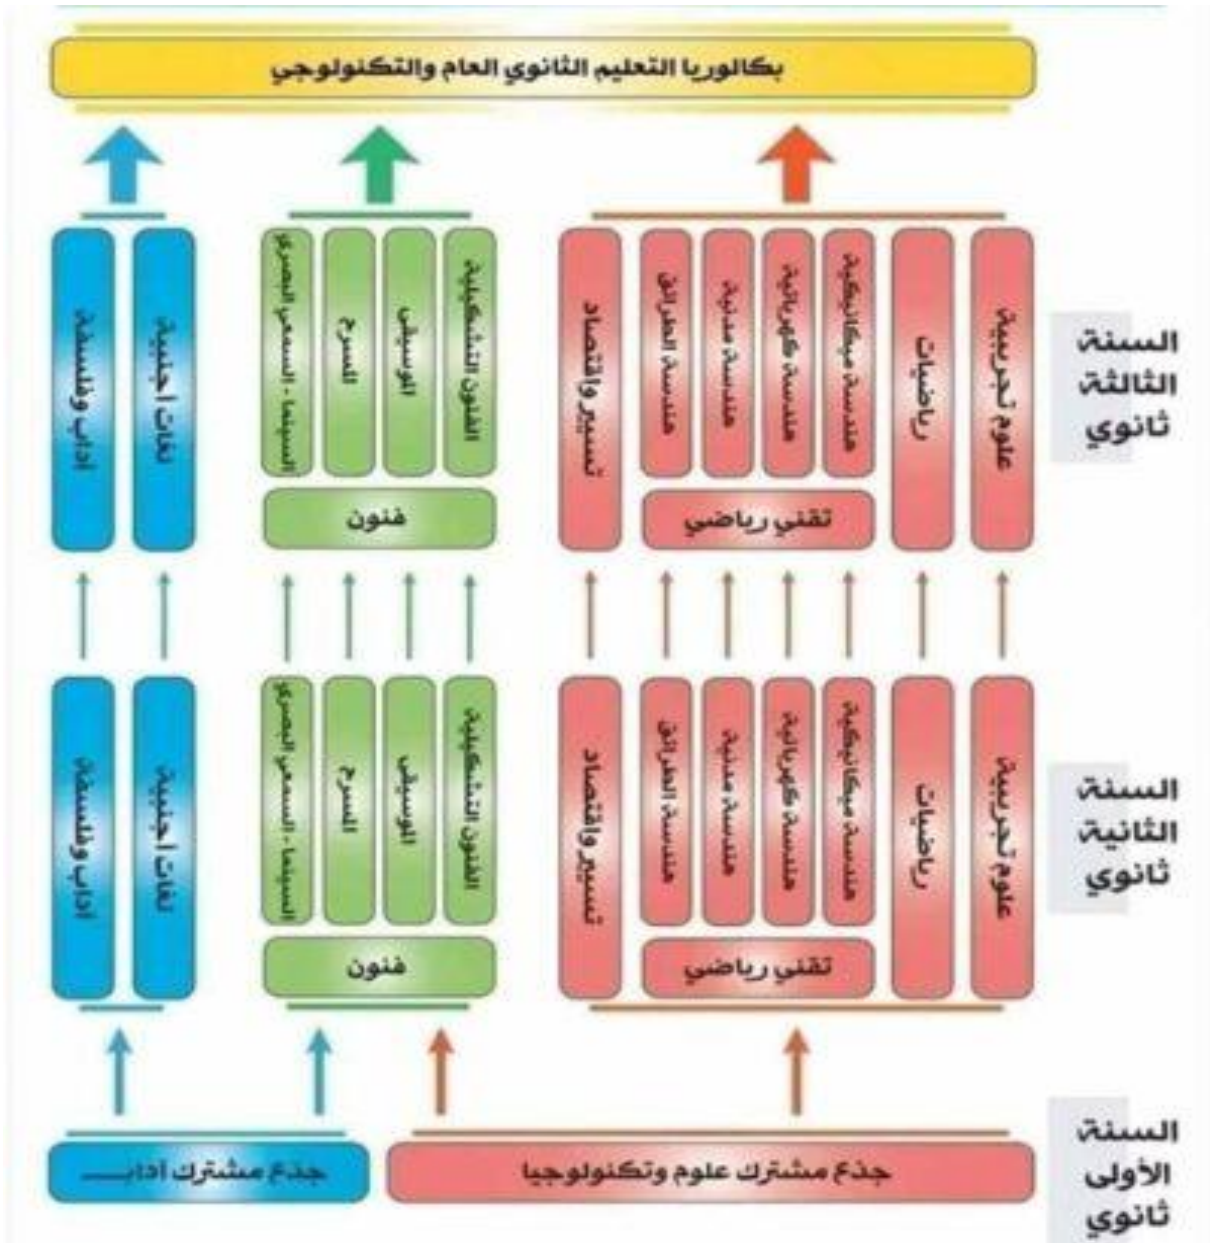 بكالوريا التعليم الثانوي العام والتكنولوجي
السنة
الثالثة
ثانوي
علوم تجريبية
رياضيات
هندسة ميكانيكية
هندسة كهربائية
هندسة مدنية
هندسة الطرائق
تقني رياضي
تسيير واقتصاد
الفنون التشكيلية
الموسيقى
المسرح
السينما - السمعي البصري
فنون
لغات اجنبية
آداب وفلسفة
السنة
الثانية
ثانوي
علوم تجريبية
رياضيات
هندسة ميكانيكية
هندسة كهربائية
هندسة مدنية
هندسة الطرائق
تقني رياضي
تسيير واقتصاد
الفنون التشكيلية
الموسيقى
المسرح
السينما - السمعي البصري
فنون
لغات اجنبية
آداب وفلسفة
السنة
الأولى
ثانوي
جذع مشترك علوم وتكنولوجيا
جذع مشترك آداب